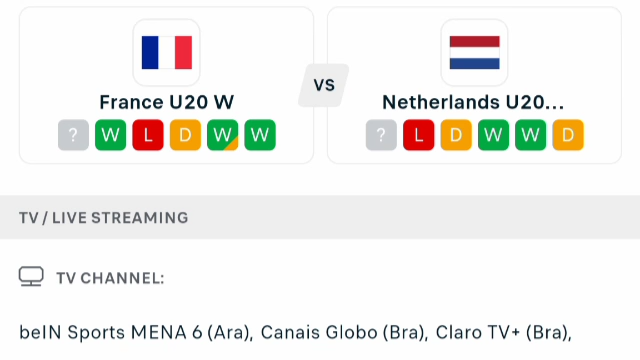 VS
France U20 W
Netherlands U20...
? W L D W W
? L D W W D
TV / LIVE STREAMING
TV CHANNEL:
beIN Sports MENA 6 (Ara), Canais Globo (Bra), Claro TV+ (Bra),